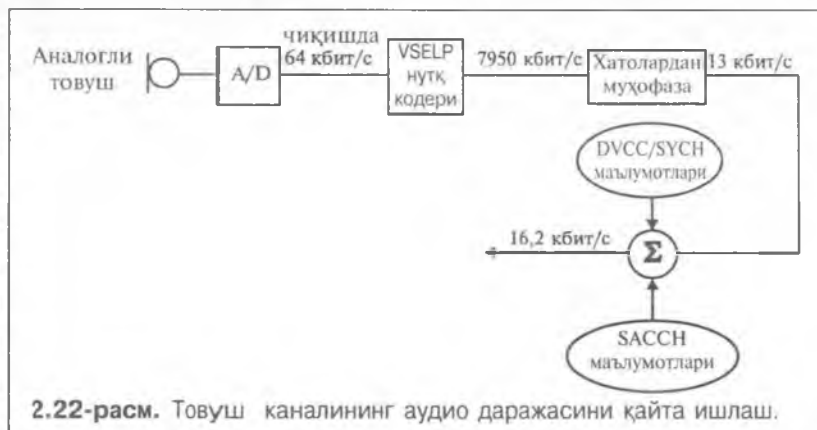 Аналогли
товуш
A/D
чиқишда
64 кбит/с
VSELP
нутқ
кодери
7950 кбит/с
Хатолардан
муҳофаза
13 кбит/с
DVCC/SYCH
маълумотлари
16,2 кбит/с
Σ
SACCH
маълумотлари
2.22-расм. Товуш каналининг аудио даражасини қайта ишлаш.